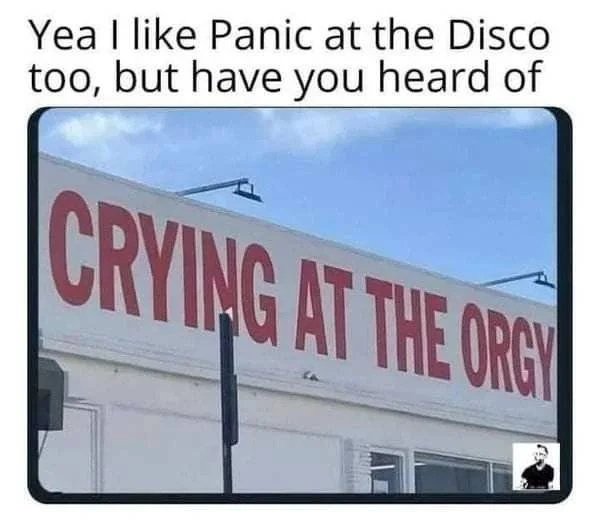 Yea I like Panic at the Disco
too, but have you heard of
CRYING AT THE ORGY